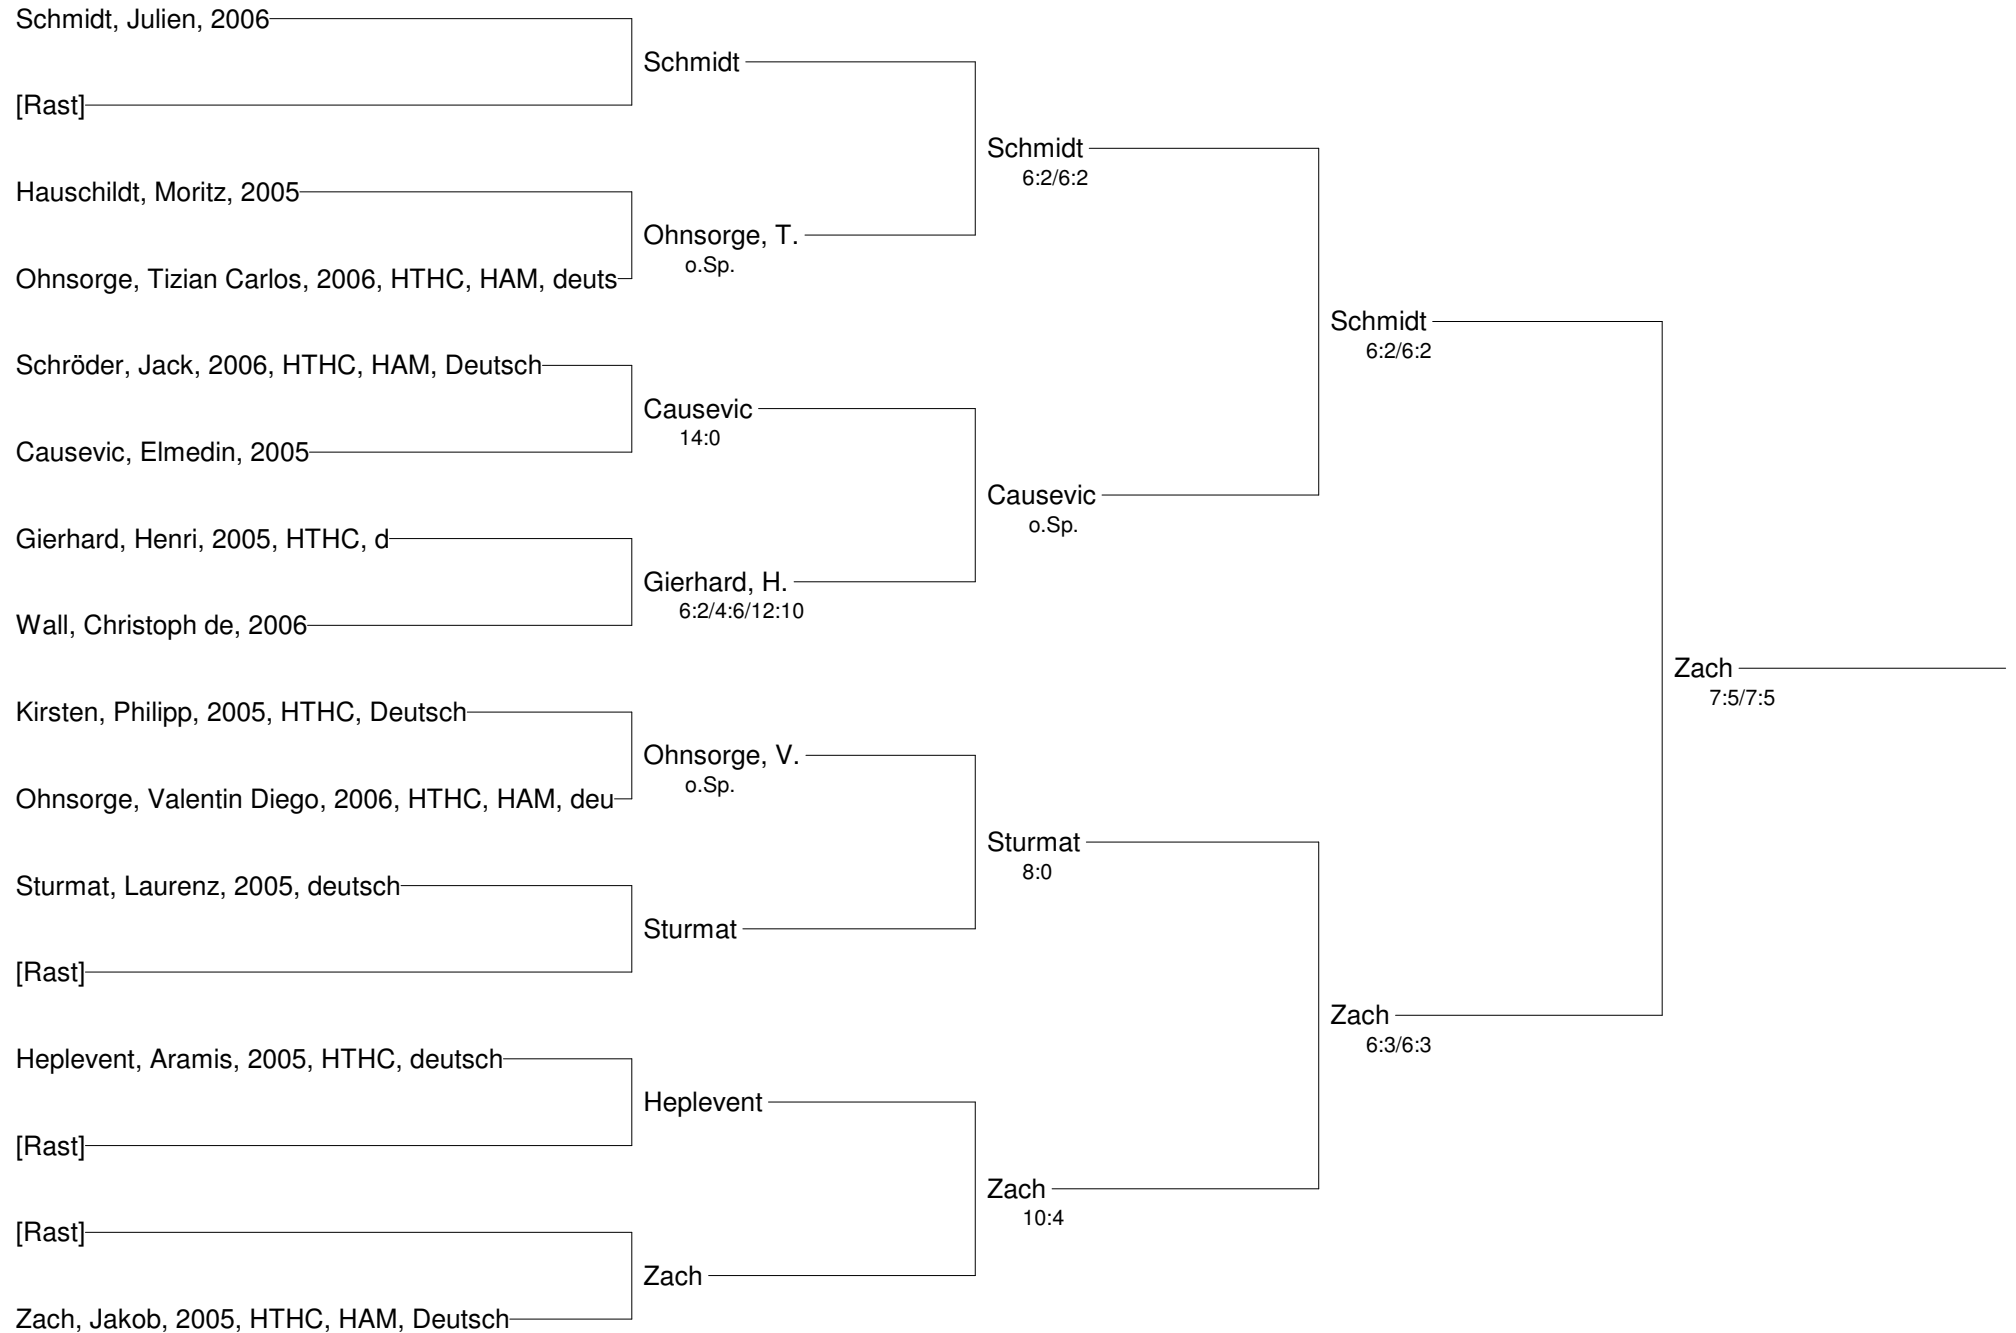 Schmidt, Julien, 2006
[Rast]
Hauschildt, Moritz, 2005
Ohnsorge, Tizian Carlos, 2006, HTHC, HAM, deuts
Schröder, Jack, 2006, HTHC, HAM, Deutsch
Causevic, Elmedin, 2005
Gierhard, Henri, 2005, HTHC, d
Wall, Christoph de, 2006
Kirsten, Philipp, 2005, HTHC, Deutsch
Ohnsorge, Valentin Diego, 2006, HTHC, HAM, deu
Sturmat, Laurenz, 2005, deutsch
[Rast]
Heplevent, Aramis, 2005, HTHC, deutsch
[Rast]
[Rast]
Zach, Jakob, 2005, HTHC, HAM, Deutsch
Schmidt
Ohnsorge, T.
o.Sp.
Causevic
14:0
Gierhard, H.
6:2/4:6/12:10
Ohnsorge, V.
o.Sp.
Sturmat
Heplevent
Zach
Schmidt
6:2/6:2
Causevic
o.Sp.
Sturmat
8:0
Zach
10:4
Schmidt
6:2/6:2
Zach
6:3/6:3
Zach
7:5/7:5